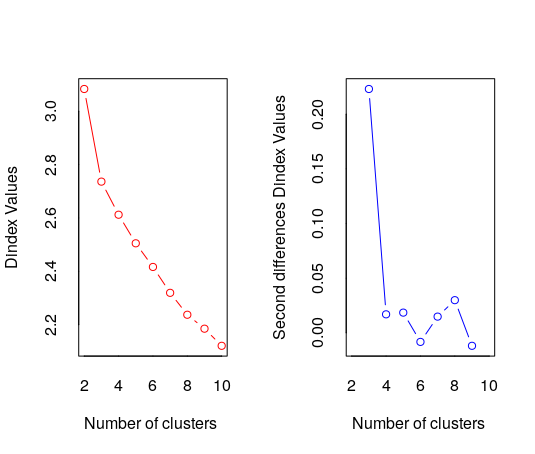 DIndex Values
3.0
2.8
2.6
2.4
2.2
2 4 6 8 10
Number of clusters
Second differences DIndex Values
0.20
0.15
0.10
0.05
0.00
2 4 6 8 10
Number of clusters